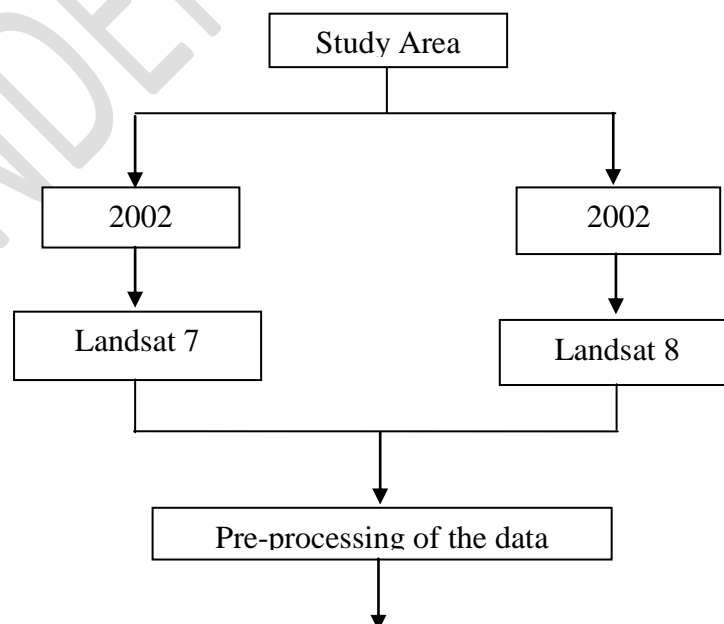 Study Area
2002
2002
Landsat 7
Landsat 8
Pre-processing of the data